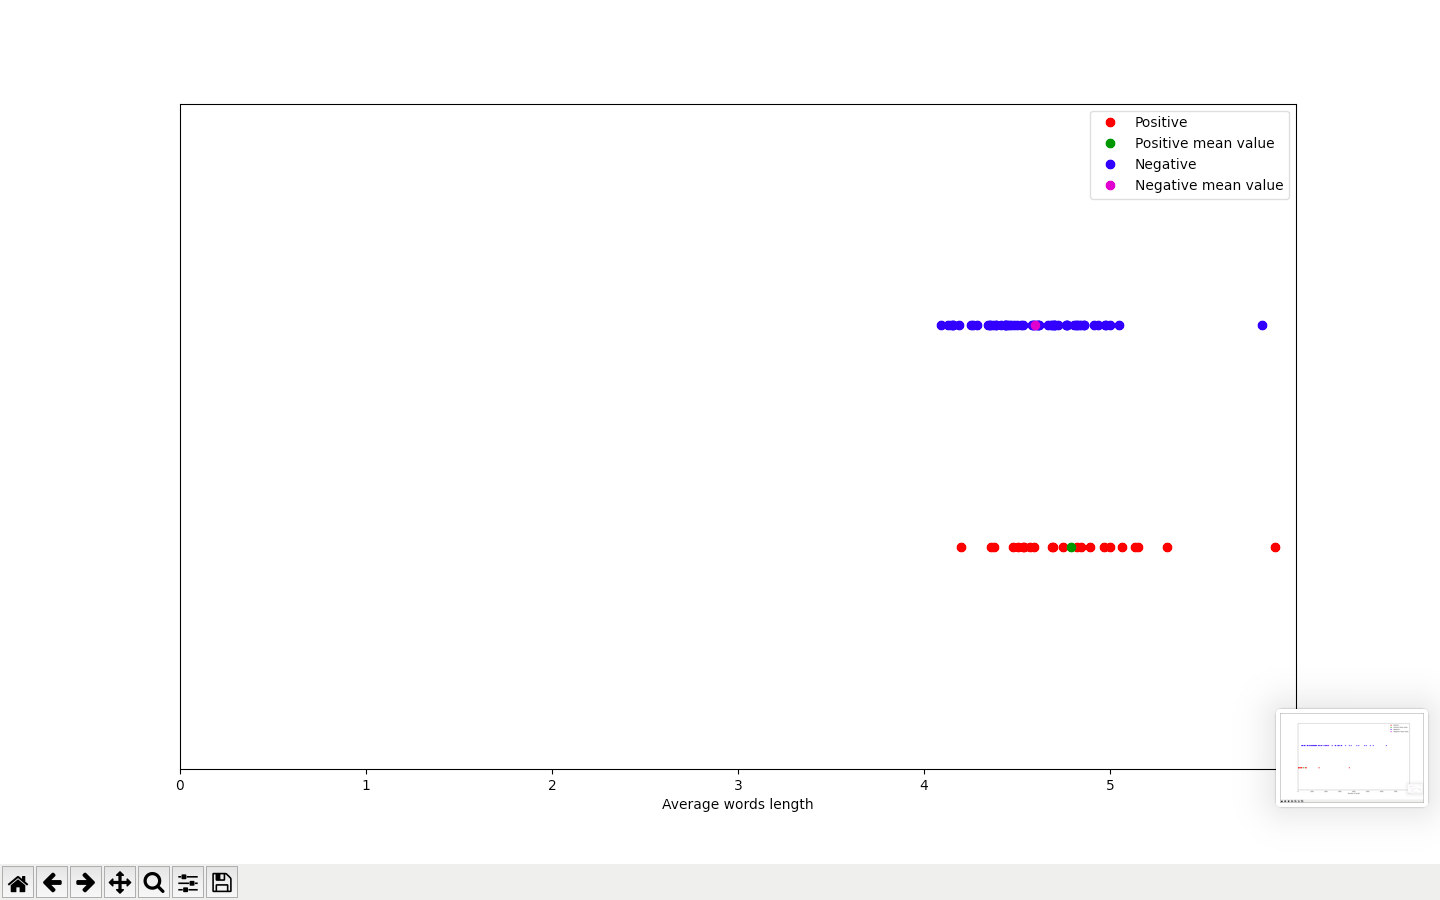 Positive
Positive mean value
Negative
Negative mean value
0 1 2 3 4 5
Average words length